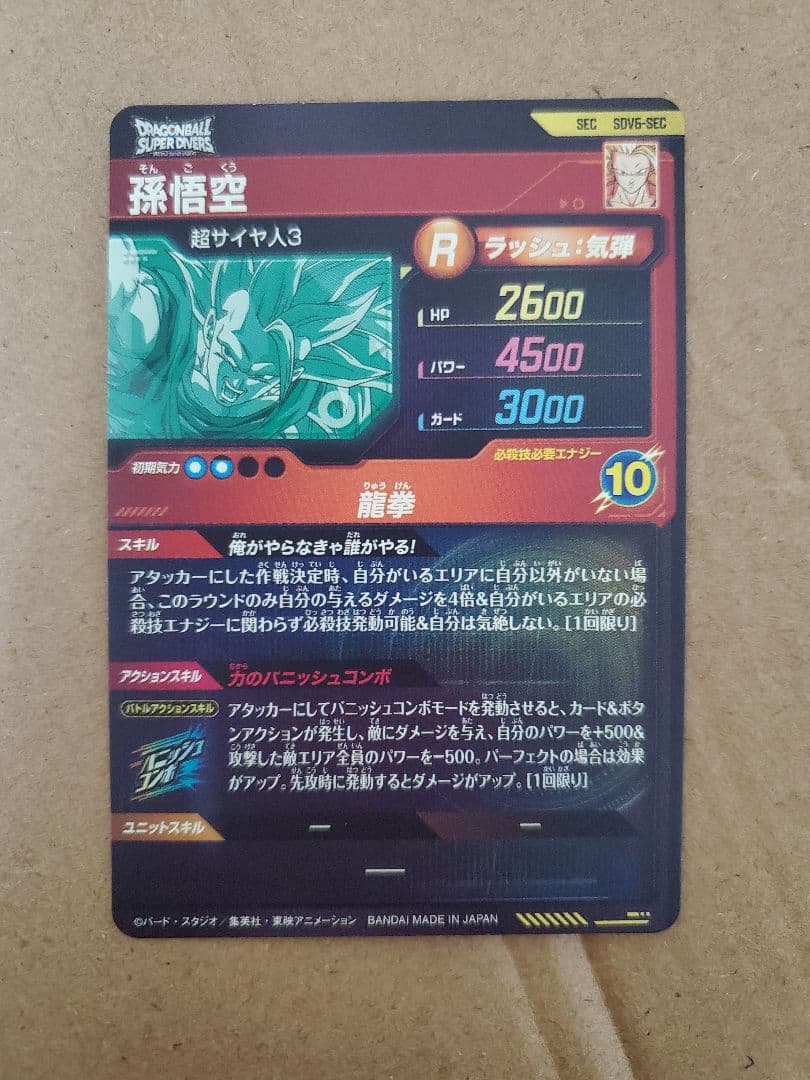 DRAGONBALL
SUPER DIVERS
SEC SDV6-SEC
そん ご くう
孫悟空
超サイヤ人3
R ラッシュ:気弾
HP 2600
パワー 4500
ガード 3000
初期気力
必殺技必要エナジー
10
りゅう けん
龍拳
スキル 俺がやらなきゃ誰がやる!
アタッカーにした作戦決定時、自分がいるエリアに自分以外がいない場
合、このラウンドのみ自分の与えるダメージを4倍&自分がいるエリアの必
殺技エナジーに関わらず必殺技発動可能&自分は気絶しない。[1回限り]
アクションスキル 力のバニッシュコンボ
バトルアクションスキル
バニッシュ
コンボ
アタッカーにしてバニッシュコンボモードを発動させると、カード&ボタ
ンアクションが発生し、敵にダメージを与え、自分のパワーを+500&
攻撃した敵エリア全員のパワーを-500。パーフェクトの場合は効果
がアップ。先攻時に発動するとダメージがアップ。[1回限り]
ユニットスキル ー ー
ー
©バード・スタジオ/集英社・東映アニメーション BANDAI MADE IN JAPAN